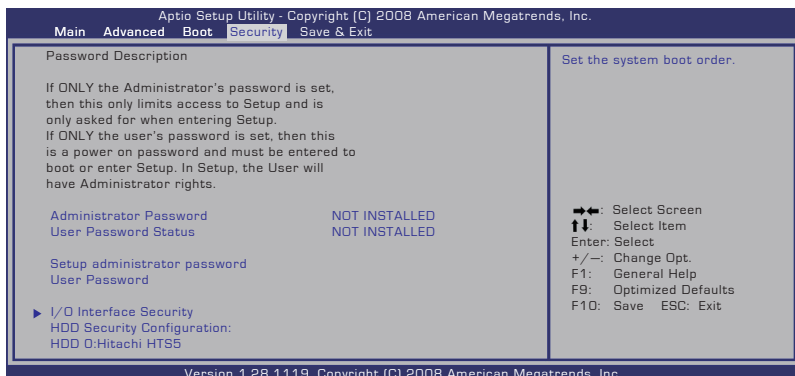 Aptio Setup Utility - Copyright (C) 2008 American Megatrends, Inc.
Main Advanced Boot Security Save & Exit
Password Description
If ONLY the Administrator's password is set,
then this only limits access to Setup and is
only asked for when entering Setup.
If ONLY the user's password is set, then this
is a power on password and must be entered to
boot or enter Setup. In Setup, the User will
have Administrator rights.
Administrator Password NOT INSTALLED
User Password Status NOT INSTALLED
Setup administrator password
User Password
I/O Interface Security
HDD Security Configuration:
HDD 0:Hitachi HTS5
Set the system boot order.
→←: Select Screen
↑↓: Select Item
Enter: Select
+/—: Change Opt.
F1: General Help
F9: Optimized Defaults
F10: Save ESC: Exit
Version 1.28.1119. Copyright (C) 2008 American Megatrends, Inc.